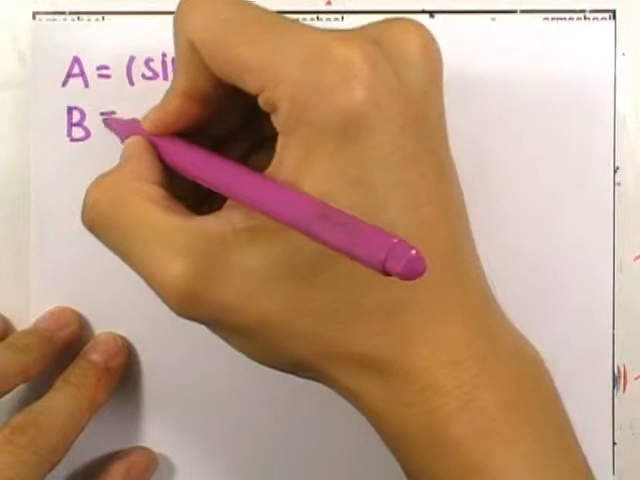 A = (si
B =